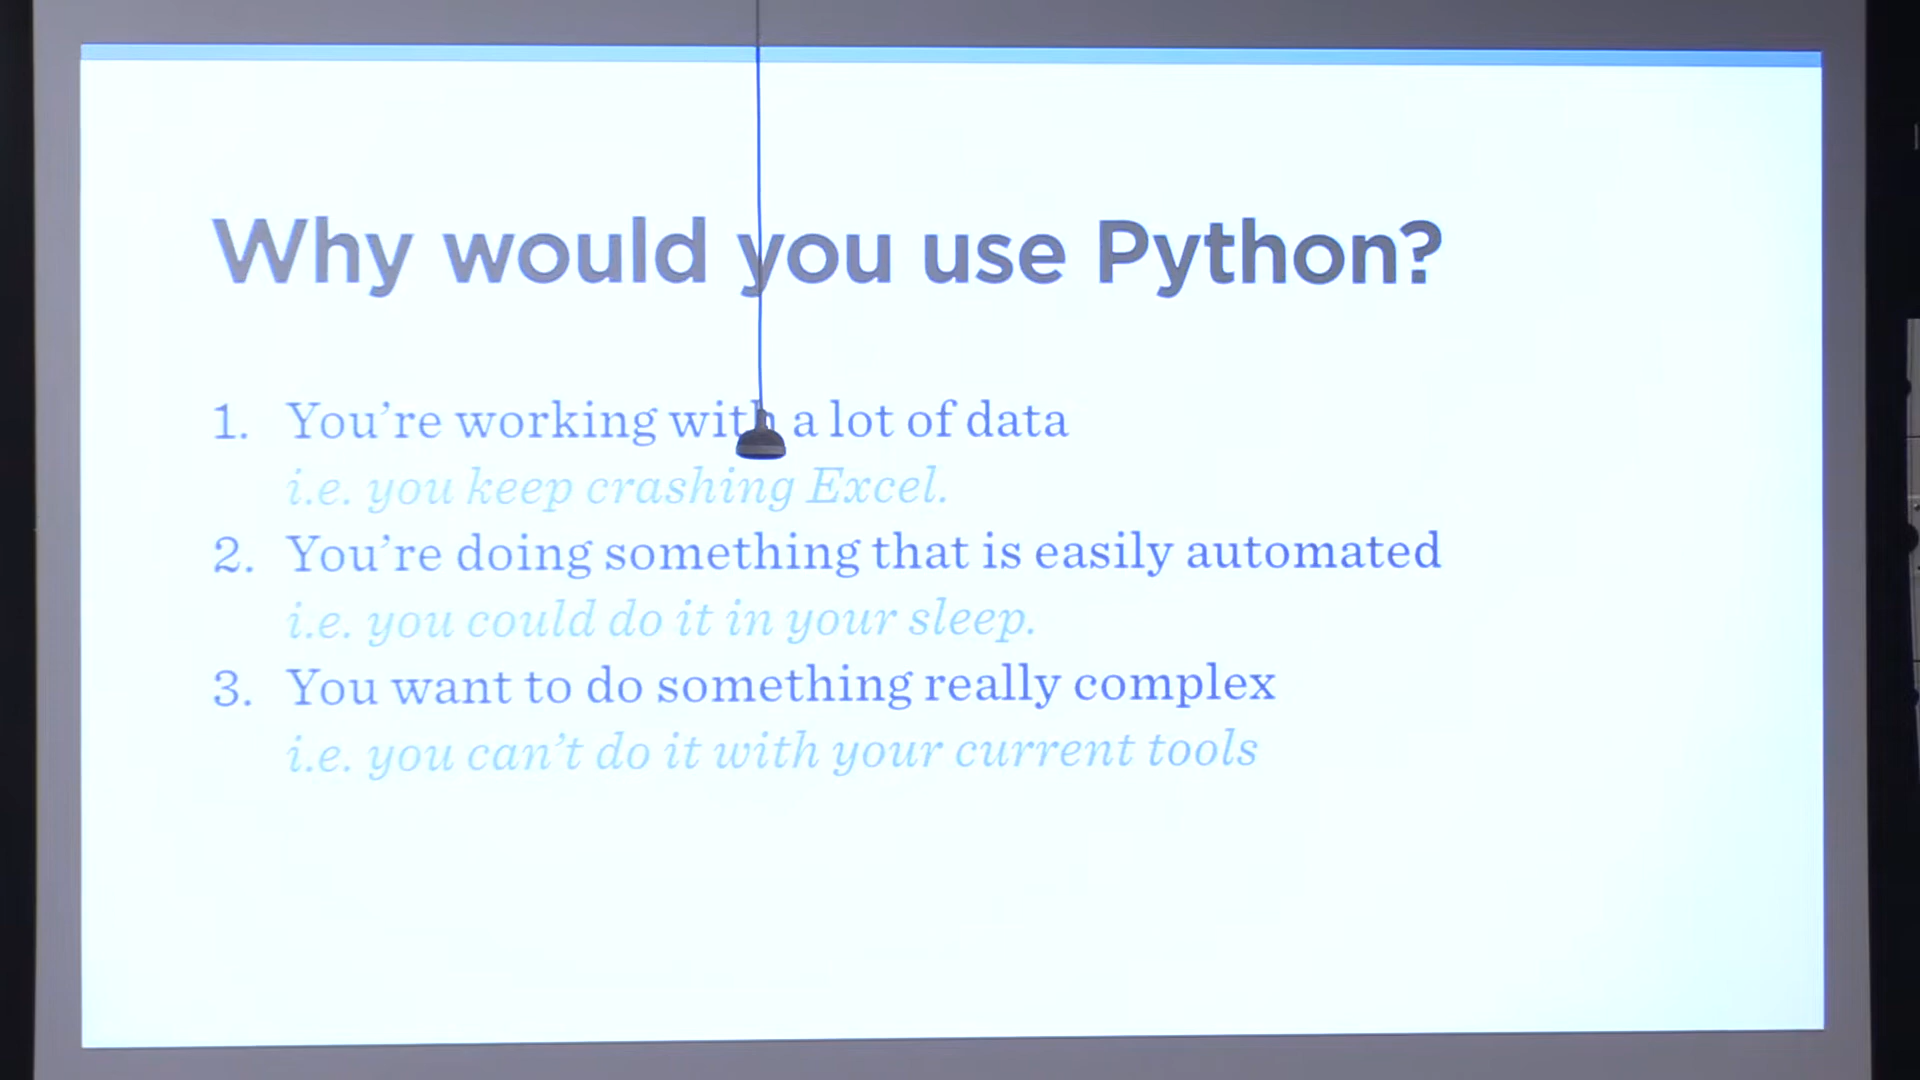 Why would you use Python?
1. You’re working with a lot of data
i.e. you keep crashing Excel.
2. You’re doing something that is easily automated
i.e. you could do it in your sleep.
3. You want to do something really complex
i.e. you can’t do it with your current tools